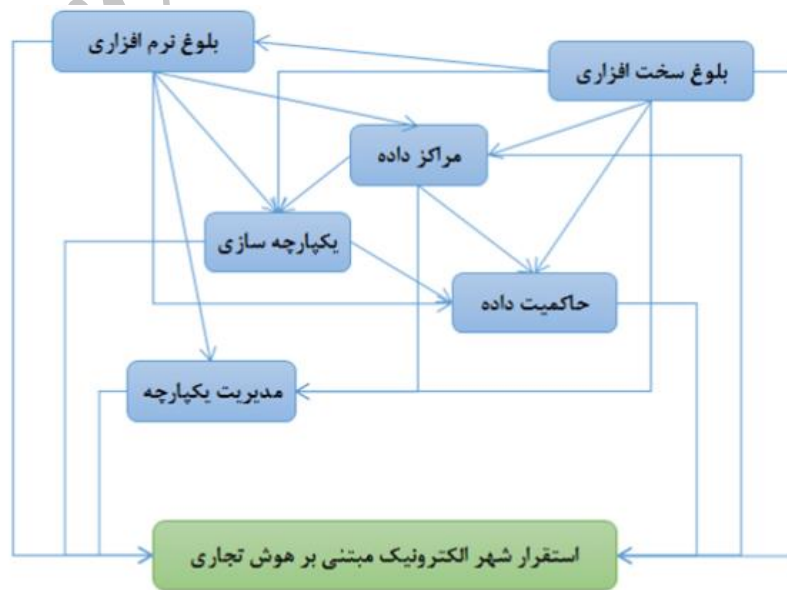 بلوغ نرم افزاری
بلوغ سخت افزاری
مراکز داده
یکپارچه سازی
حاکمیت داده
مدیریت یکپارچه
استقرار شهر الکترونیک مبتنی بر هوش تجاری